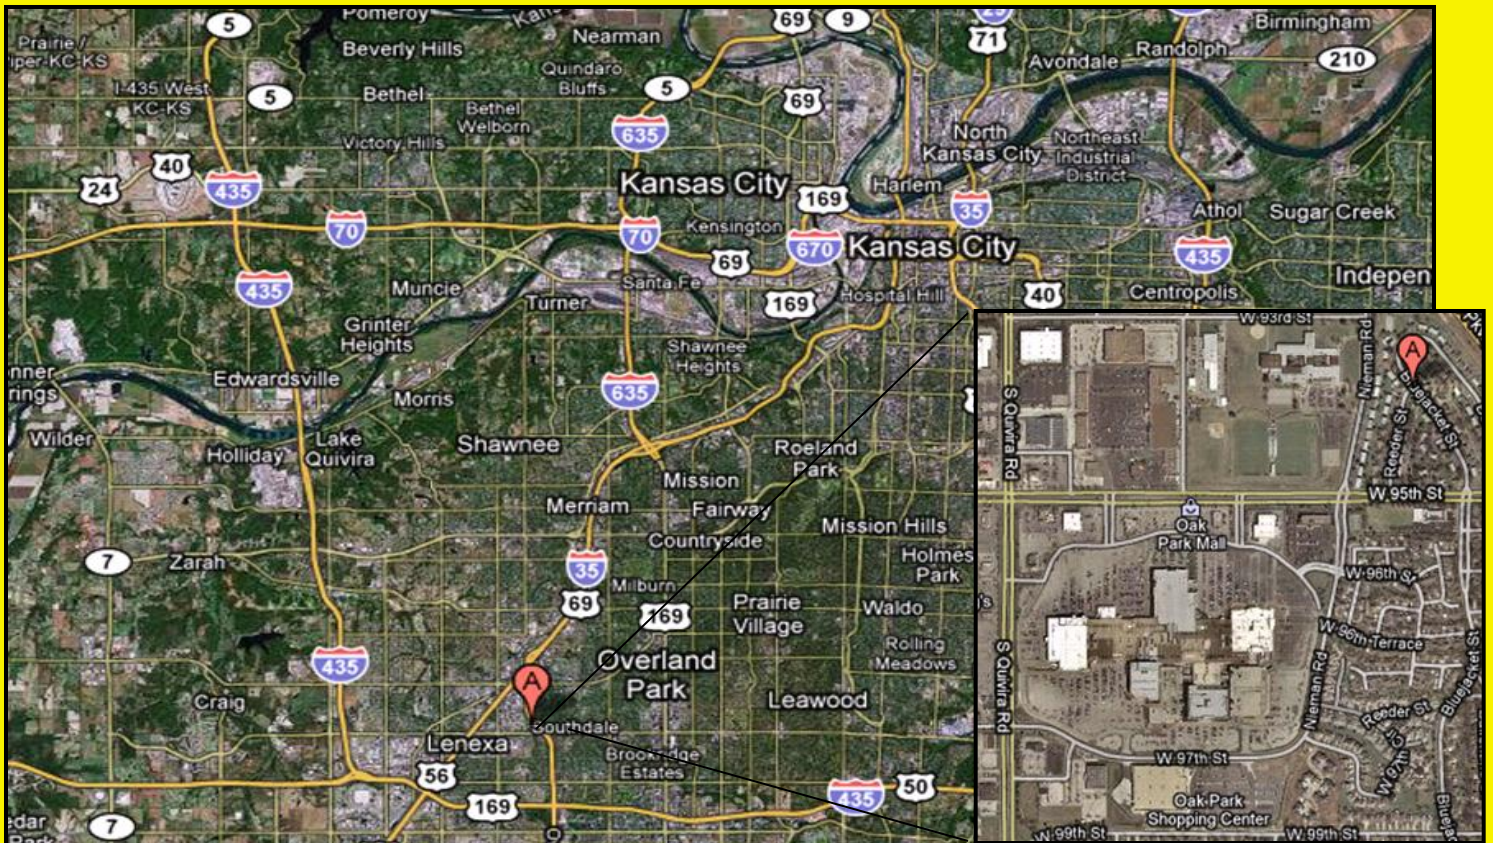 5
Pomeroy
69
9
71
Birmingham
Prairie /
Piper-KC-KS
Beverly Hills
Nearman
Randolph
Avondale
210
I-435 West
KC-KS
5
Bethel
Quindaro
Bluffs
5
69
Bethel
Welborn
635
Victory Hills
North
Kansas City
Northeast
Industrial
District
40
24
435
Kansas City
169
Harlem
35
Athol
Sugar Creek
70
70
Kensington
670
Kansas City
435
69
Indepen
435
Muncie
Santa Fe
Turner
169
Hospital Hill
40
Centropolis
Grinter
Heights
Shawnee
Heights
onner
rings
Edwardsville
635
Morris
Wilder
Holliday
Lake
Quivira
Shawnee
Roeland
Park
Mission
Merriam
Fairway
Mission Hills
Countryside
Holmes
Park
7
Zarah
35
Milburn
69
169
Prairie
Village
Waldo
Rolling
Meadows
435
Overland
Park
A
Craig
Leawood
Southdale
Lenexa
Brookridge
Estates
56
169
435
50
edar
Park
7
W 93rd St
Nieman Rd
A
Bluejacket St
Reeder St
S Quivira Rd
W 95th St
Oak
Park Mall
W 96th St
W 96th Terrace
S Quivira Rd
Nieman Rd
Reeder St
Bluejacket St
W 97th St
W 97th Ct
Oak Park
Shopping Center
W 99th St
W 99th St